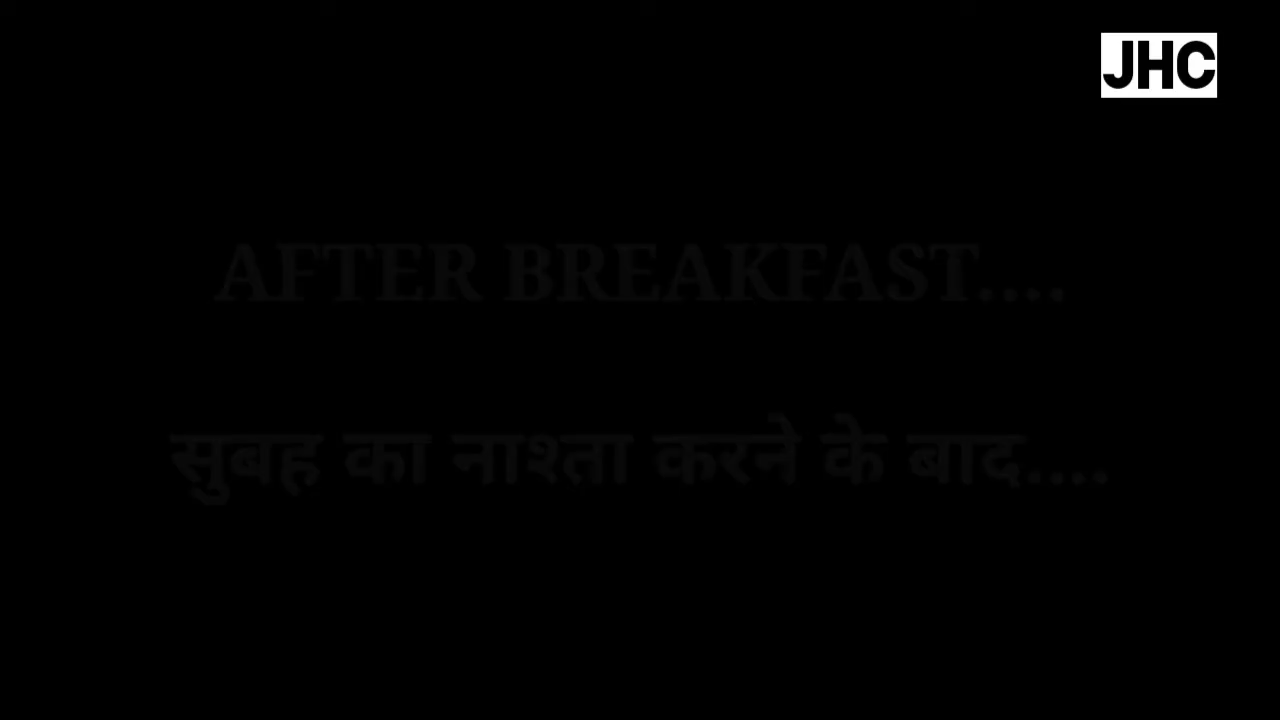 JHC
AFTER BREAKFAST....
सुबह का नाश्ता करने के बाद....